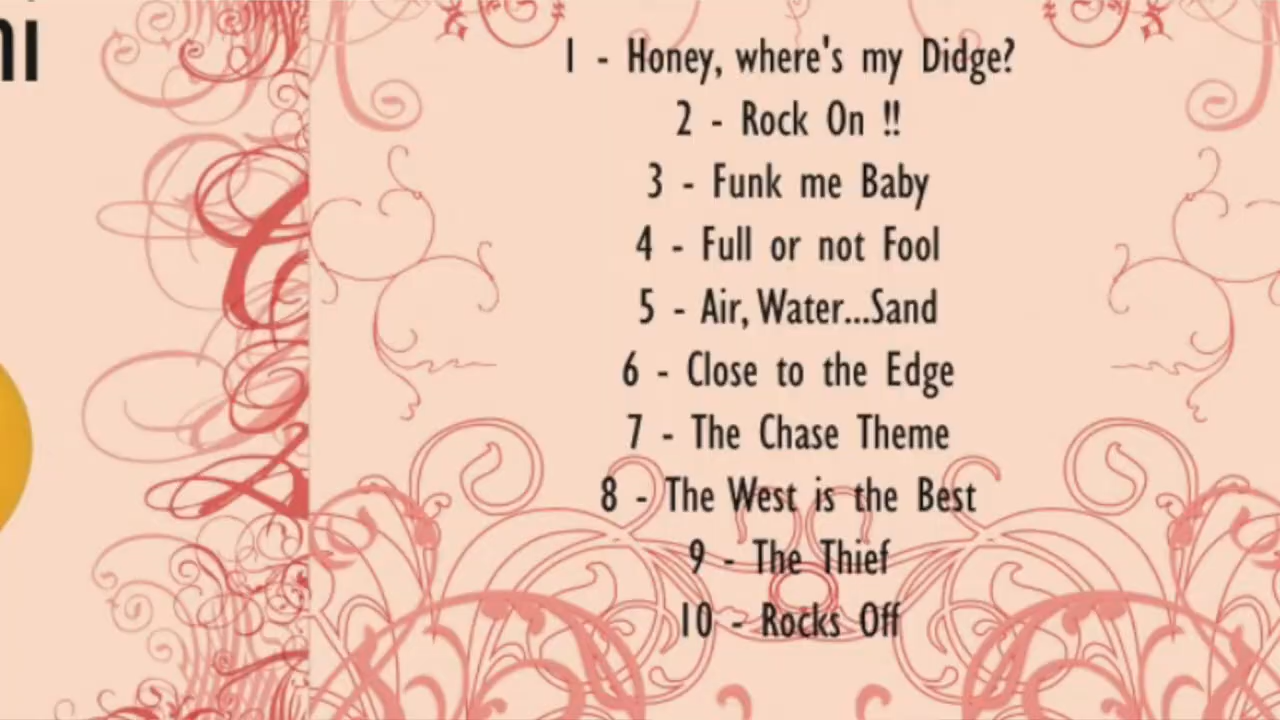 1 - Honey, where's my Didge?
2 - Rock On !!
3 - Funk me Baby
4 - Full or not Fool
5 - Air, Water...Sand
6 - Close to the Edge
7 - The Chase Theme
8 - The West is the Best
9 - The Thief
10 - Rocks Off